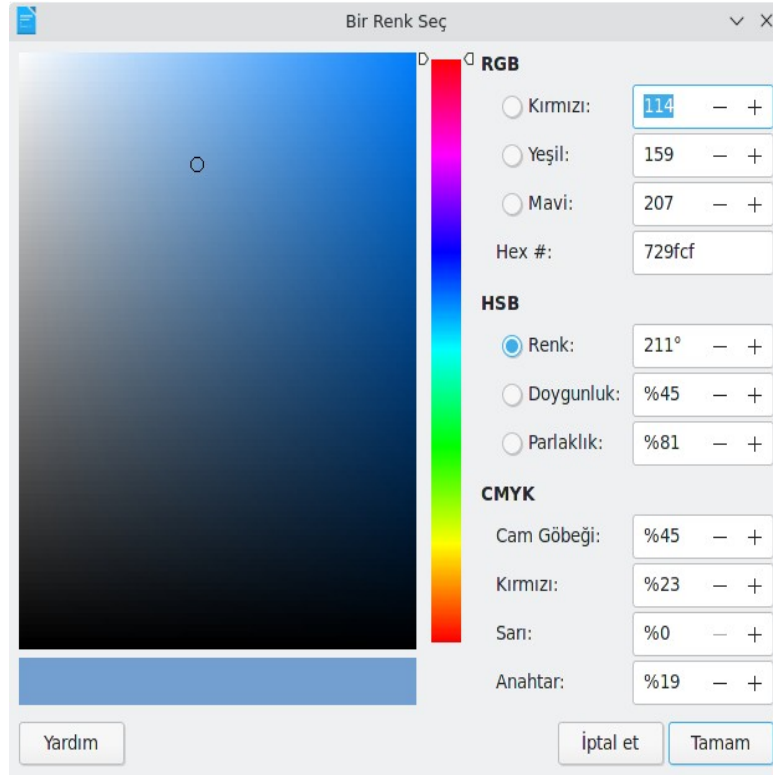 Bir Renk Seç
RGB
Kırmızı: 114
Yeşil: 159
Mavi: 207
Hex #: 729fcf
HSB
Renk: 211°
Doygunluk: %45
Parlaklık: %81
CMYK
Cam Göbeği: %45
Kırmızı: %23
Sarı: %0
Anahtar: %19
Yardım İptal et Tamam